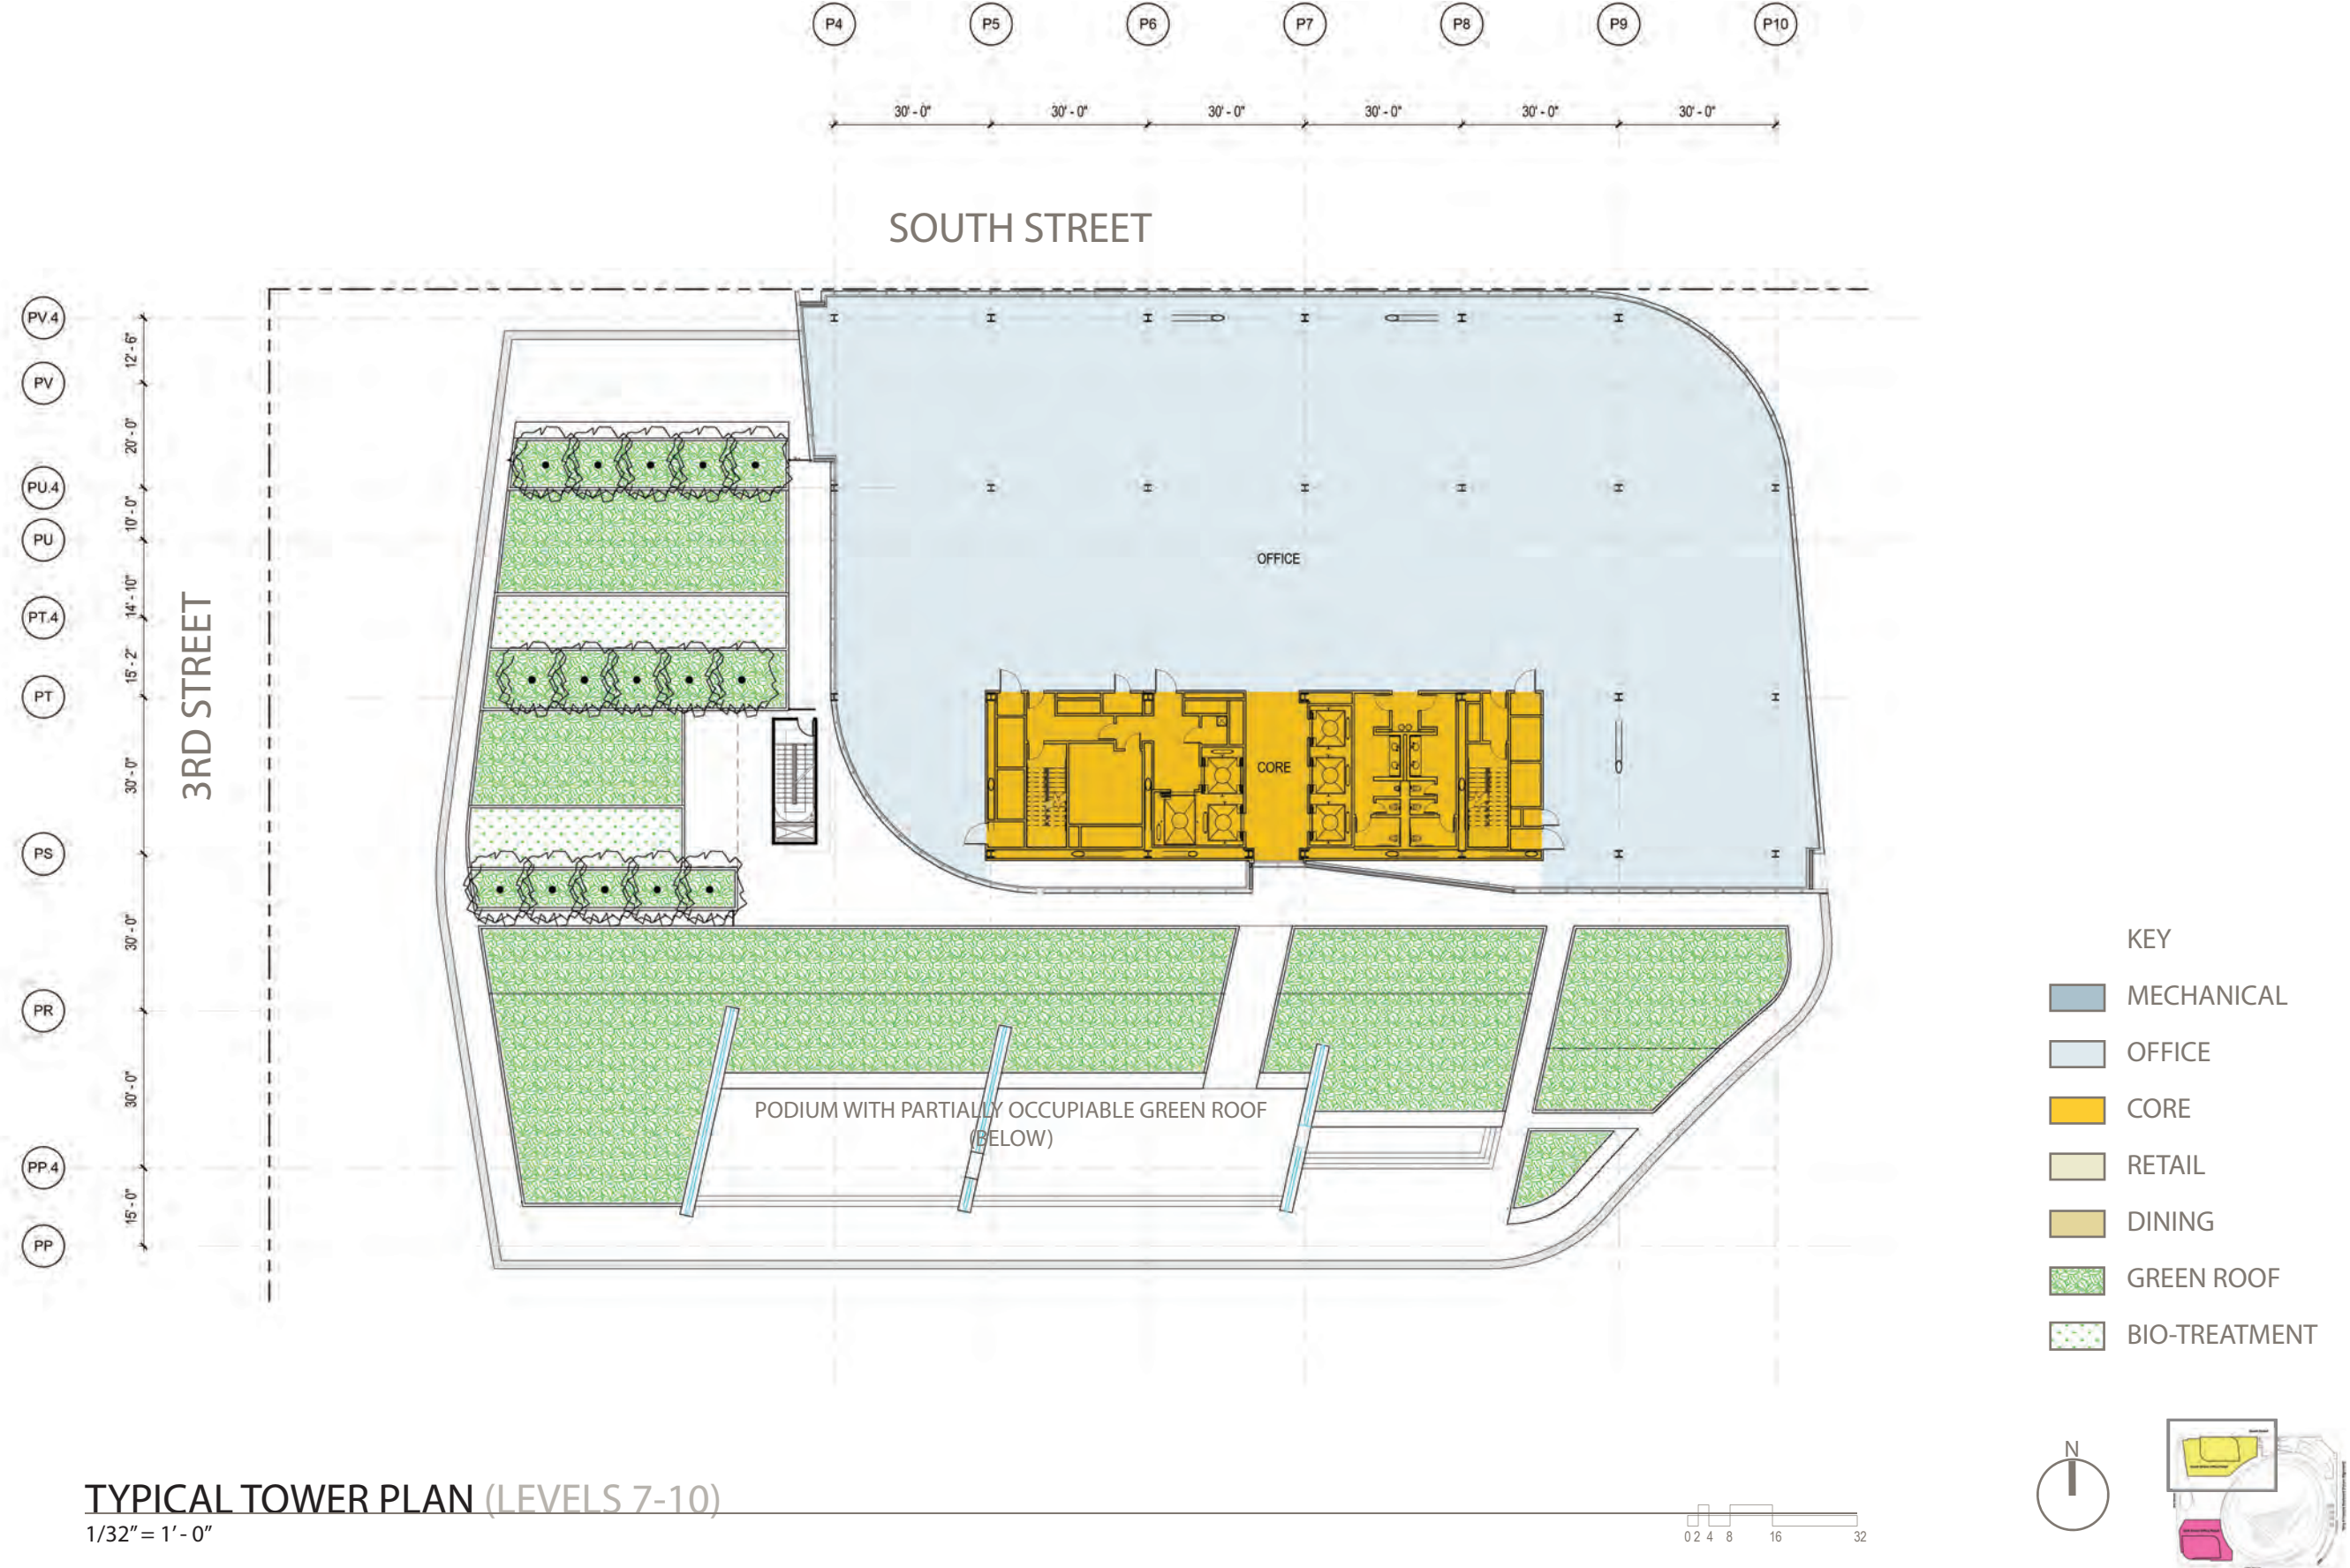 P4 P5 P6 P7 P8 P9 P10
30' - 0" 30' - 0" 30' - 0" 30' - 0" 30' - 0" 30' - 0"
SOUTH STREET
PV.4
12' - 6"
PV
20' - 0"
PU.4
10' - 0"
PU
14' - 10"
PT.4
15' - 2"
PT
30' - 0"
PS
30' - 0"
PR
30' - 0"
PP.4
15' - 0"
PP
3RD STREET
OFFICE
CORE
PODIUM WITH PARTIALLY OCCUPIABLE GREEN ROOF
(BELOW)
KEY
MECHANICAL
OFFICE
CORE
RETAIL
DINING
GREEN ROOF
BIO-TREATMENT
N
TYPICAL TOWER PLAN (LEVELS 7-10)
1/32" = 1' - 0"
0 2 4 8 16 32